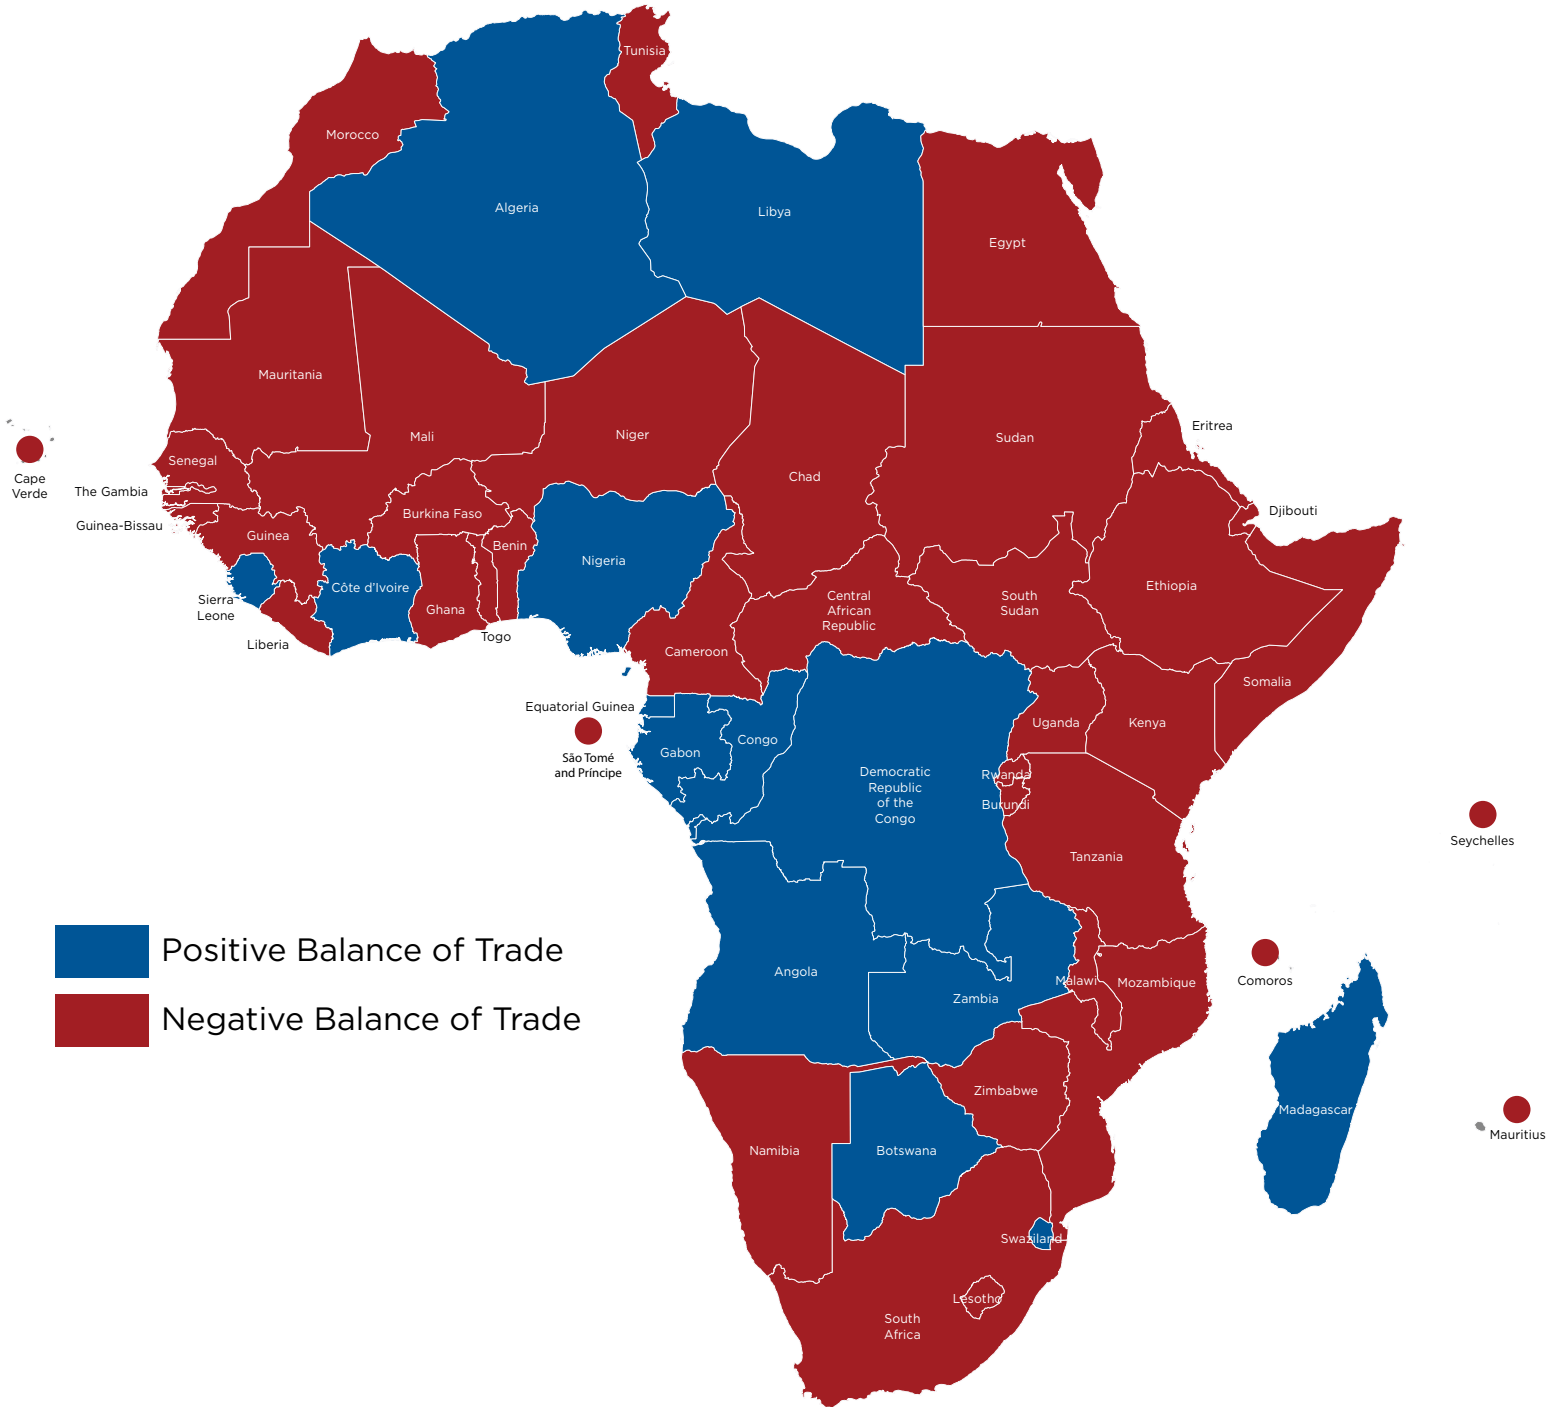 Tunisia
Morocco
Algeria
Libya
Egypt
Mauritania
Mali
Niger
Chad
Sudan
Eritrea
Senegal
Cape
Verde
The Gambia
Guinea-Bissau
Guinea
Burkina Faso
Benin
Nigeria
Djibouti
Ethiopia
Côte d'Ivoire
Ghana
Sierra
Leone
Liberia
Togo
Central
African
Republic
South
Sudan
Cameroon
Somalia
Equatorial Guinea
São Tomé
and Príncipe
Gabon
Congo
Uganda
Kenya
Democratic
Republic
of the
Congo
Rwanda
Burundi
Tanzania
Seychelles
Positive Balance of Trade
Negative Balance of Trade
Angola
Zambia
Malawi
Mozambique
Comoros
Zimbabwe
Madagascar
Mauritius
Namibia
Botswana
Swaziland
Lesotho
South
Africa